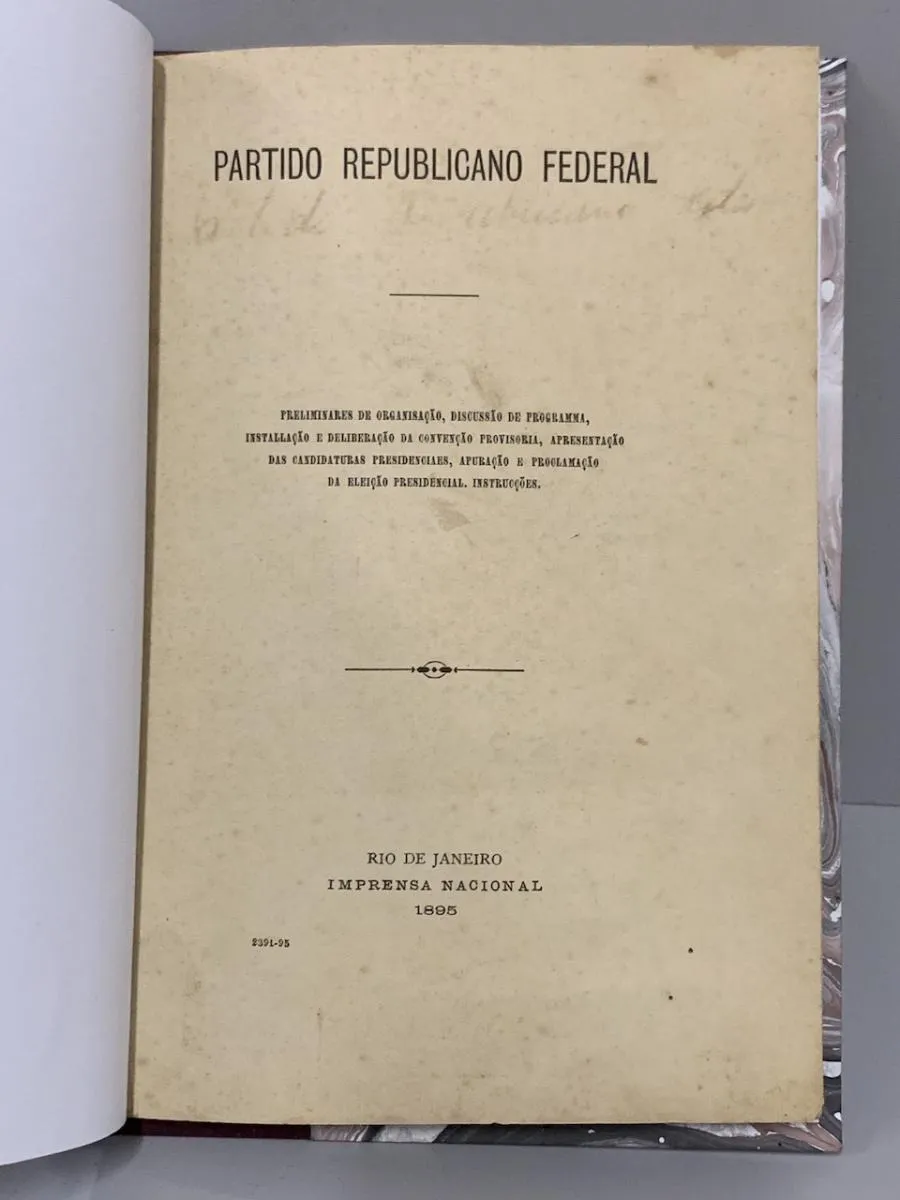 PARTIDO REPUBLICANO FEDERAL
PRELIMINARES DE ORGANISAÇÃO, DISCUSSÃO DE PROGRAMMA,
INSTALLAÇÃO E DELIBERAÇÃO DA CONVENÇÃO PROVISORIA, APRESENTAÇÃO
DAS CANDIDATURAS PRESIDENCIAES, APURAÇÃO E PROCLAMAÇÃO
DA ELEIÇÃO PRESIDENCIAL. INSTRUCÇÕES.
RIO DE JANEIRO
IMPRENSA NACIONAL
1895
2391-95